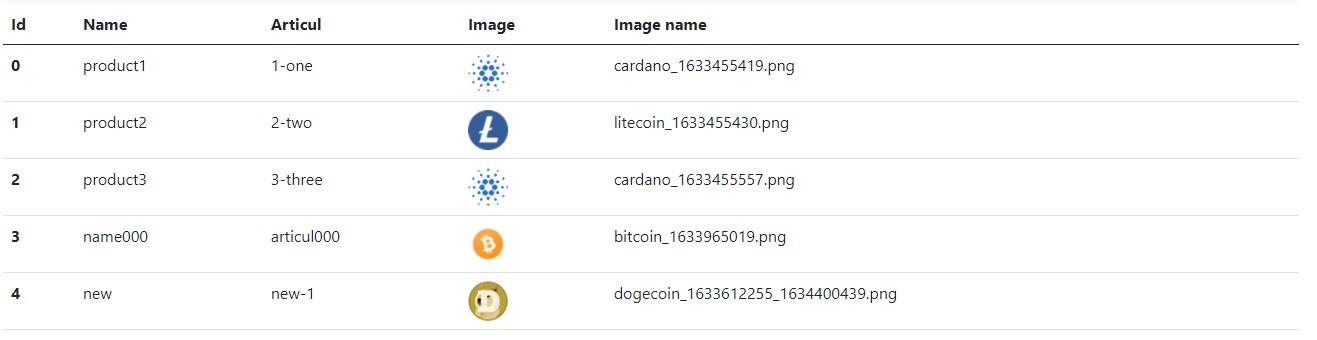 Id Name Articul Image Image name
0 product1 1-one cardano_1633455419.png
1 product2 2-two litecoin_1633455430.png
2 product3 3-three cardano_1633455557.png
3 name000 articul000 bitcoin_1633965019.png
4 new new-1 dogecoin_1633612255_1634400439.png